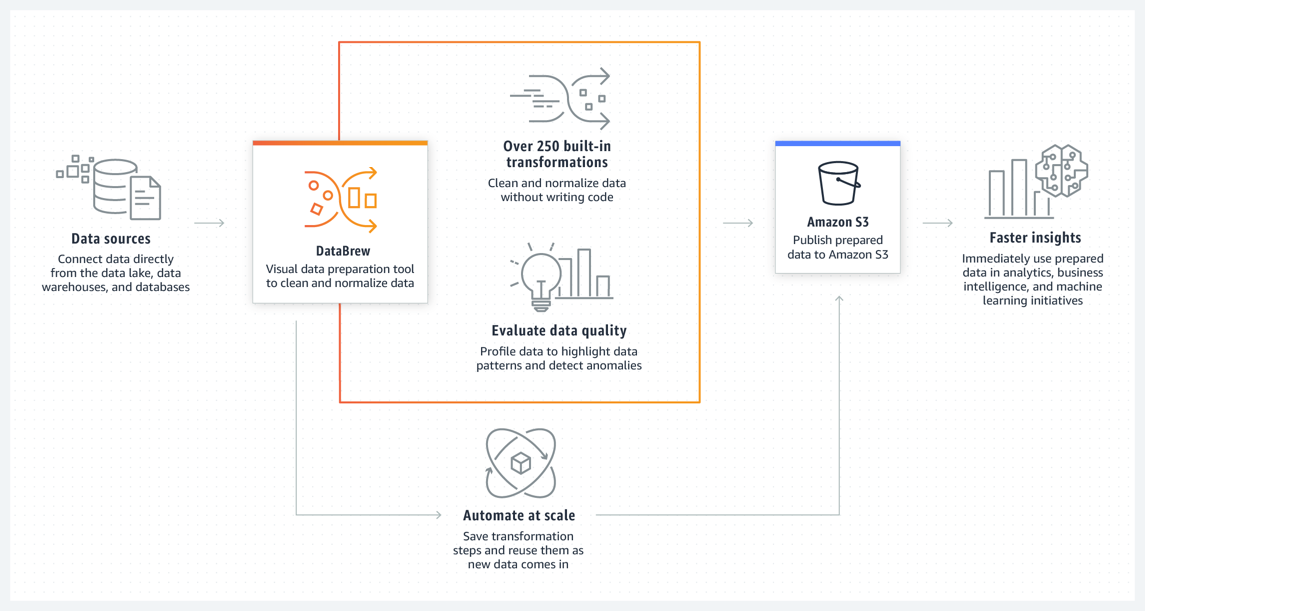 Data sources
Connect data directly
from the data lake, data
warehouses, and databases
DataBrew
Visual data preparation tool
to clean and normalize data
Over 250 built-in
transformations
Clean and normalize data
without writing code
Evaluate data quality
Profile data to highlight data
patterns and detect anomalies
Automate at scale
Save transformation
steps and reuse them as
new data comes in
Amazon S3
Publish prepared
data to Amazon S3
Faster insights
Immediately use prepared
data in analytics, business
intelligence, and machine
learning initiatives